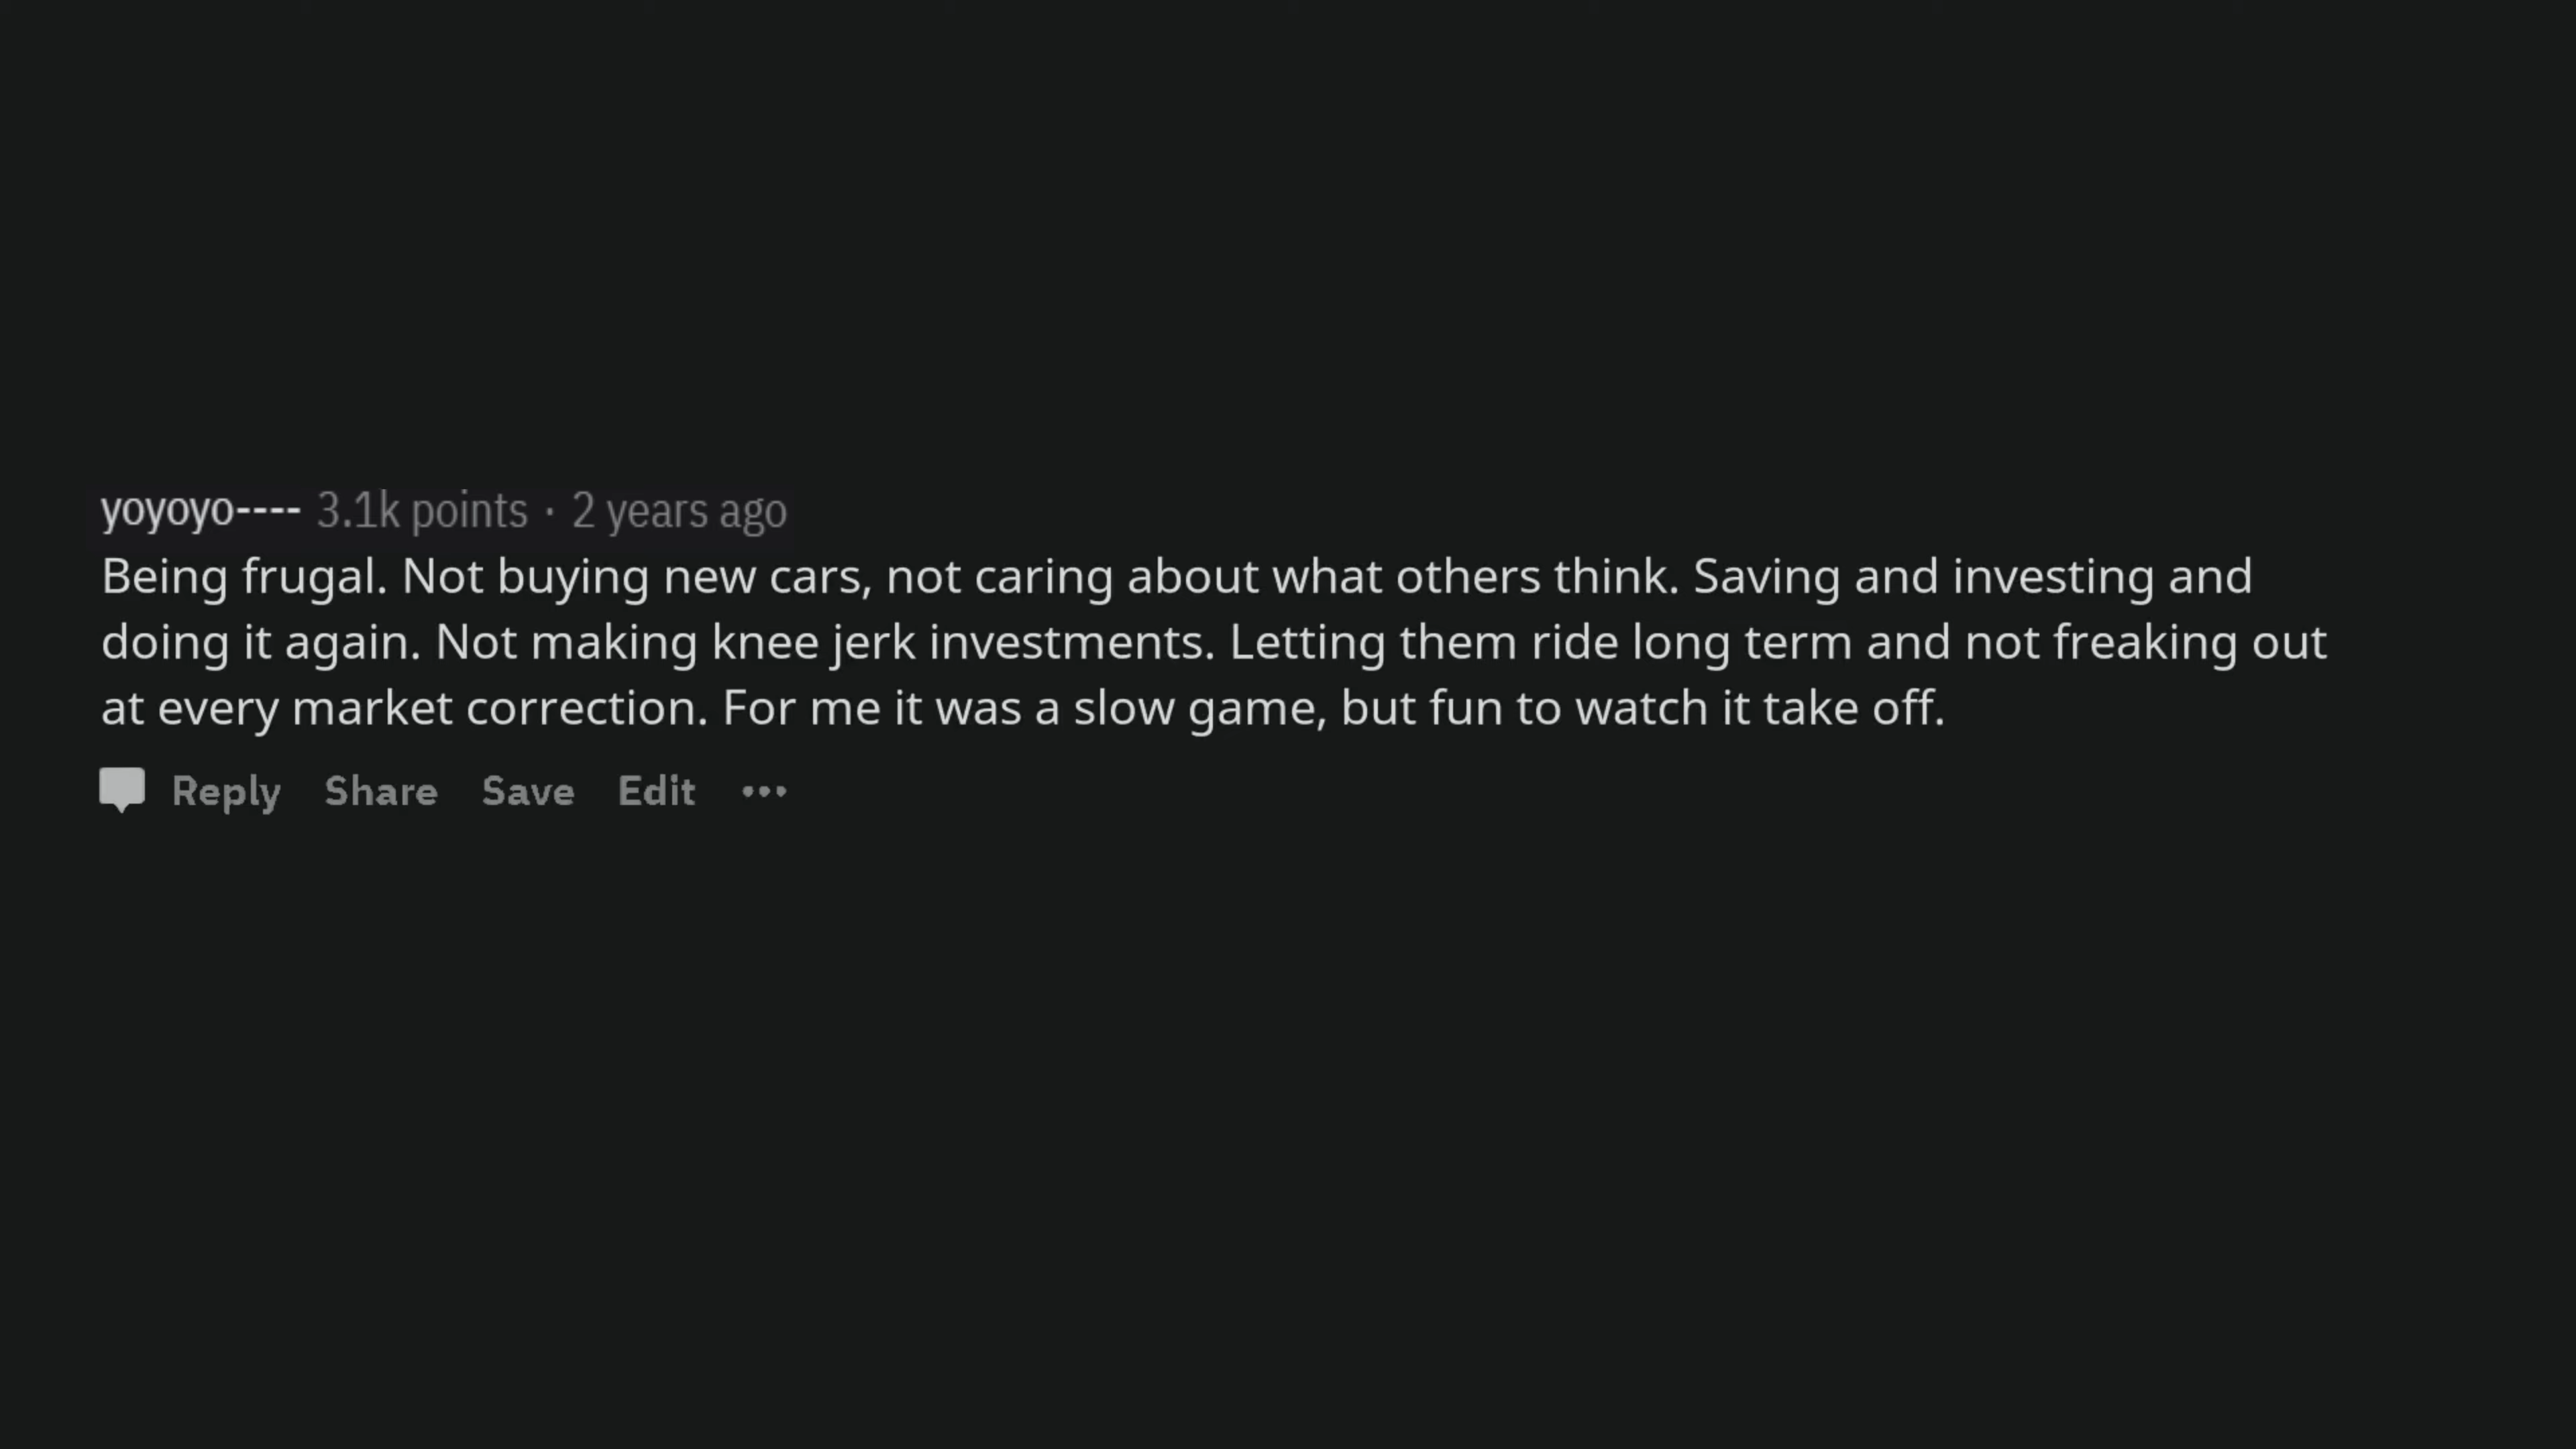 yoyoyo---- 3.1k points · 2 years ago
Being frugal. Not buying new cars, not caring about what others think. Saving and investing and
doing it again. Not making knee jerk investments. Letting them ride long term and not freaking out
at every market correction. For me it was a slow game, but fun to watch it take off.
Reply Share Save Edit ···